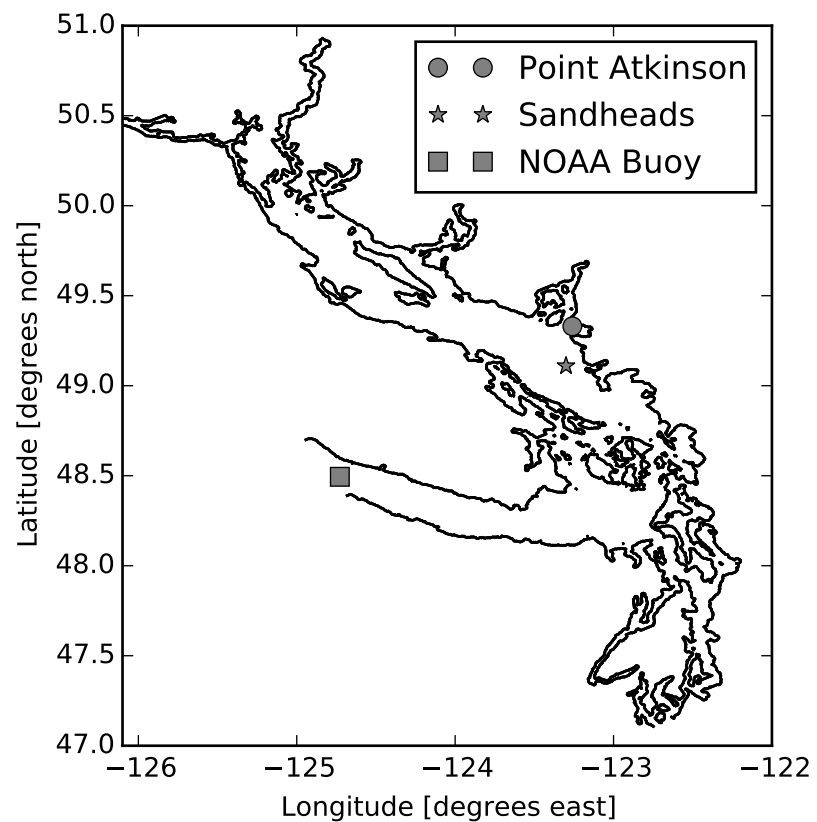 51.0
50.5
50.0
49.5
49.0
48.5
48.0
47.5
47.0
Latitude [degrees north]
Point Atkinson
Sandheads
NOAA Buoy
−126 −125 −124 −123 −122
Longitude [degrees east]